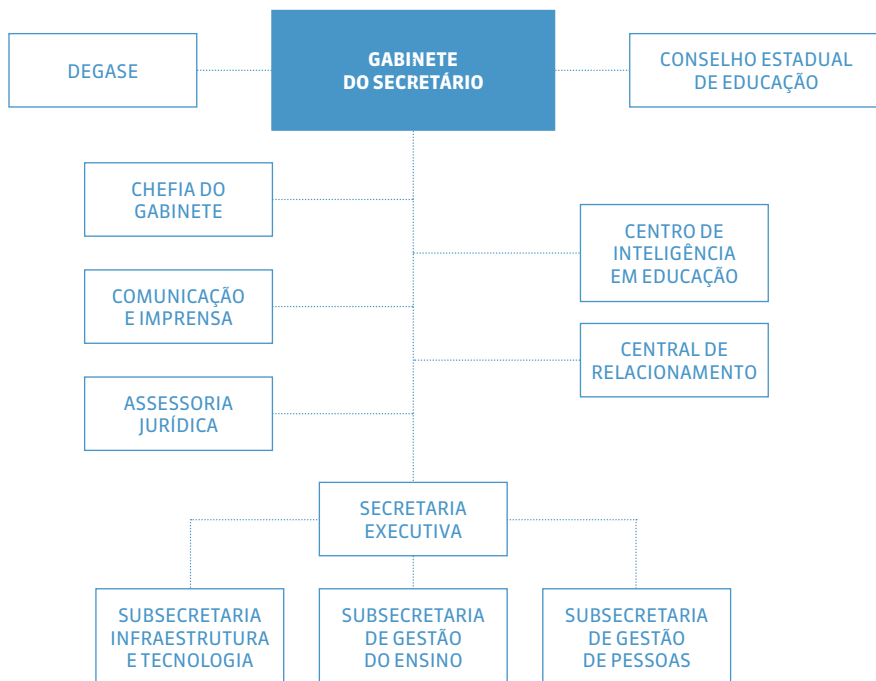 DEGASE
GABINETE
DO SECRETÁRIO
CONSELHO ESTADUAL
DE EDUCAÇÃO
CHEFIA DO
GABINETE
CENTRO DE
INTELIGÊNCIA
EM EDUCAÇÃO
COMUNICAÇÃO
E IMPRENSA
CENTRAL DE
RELACIONAMENTO
ASSESSORIA
JURÍDICA
SECRETARIA
EXECUTIVA
SUBSECRETARIA
INFRAESTRUTURA
E TECNOLOGIA
SUBSECRETARIA
DE GESTÃO
DO ENSINO
SUBSECRETARIA
DE GESTÃO
DE PESSOAS